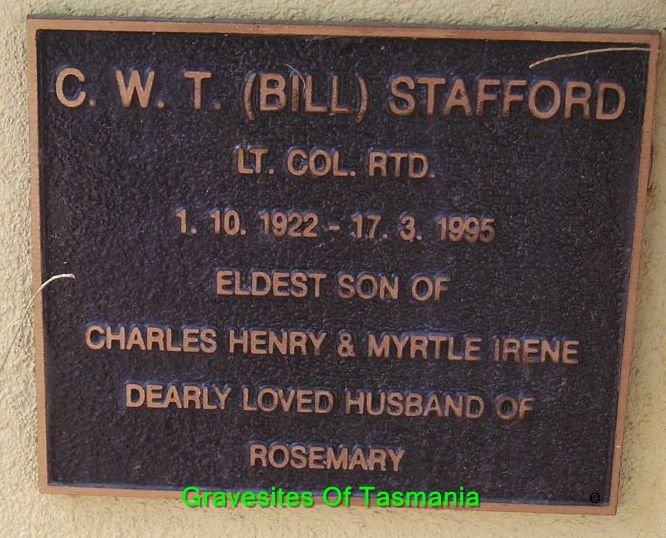 C. W. T. (BILL) STAFFORD
LT. COL. RTD.
1. 10. 1922 - 17. 3. 1995
ELDEST SON OF
CHARLES HENRY & MYRTLE IRENE
DEARLY LOVED HUSBAND OF
ROSEMARY
Gravesites Of Tasmania
©